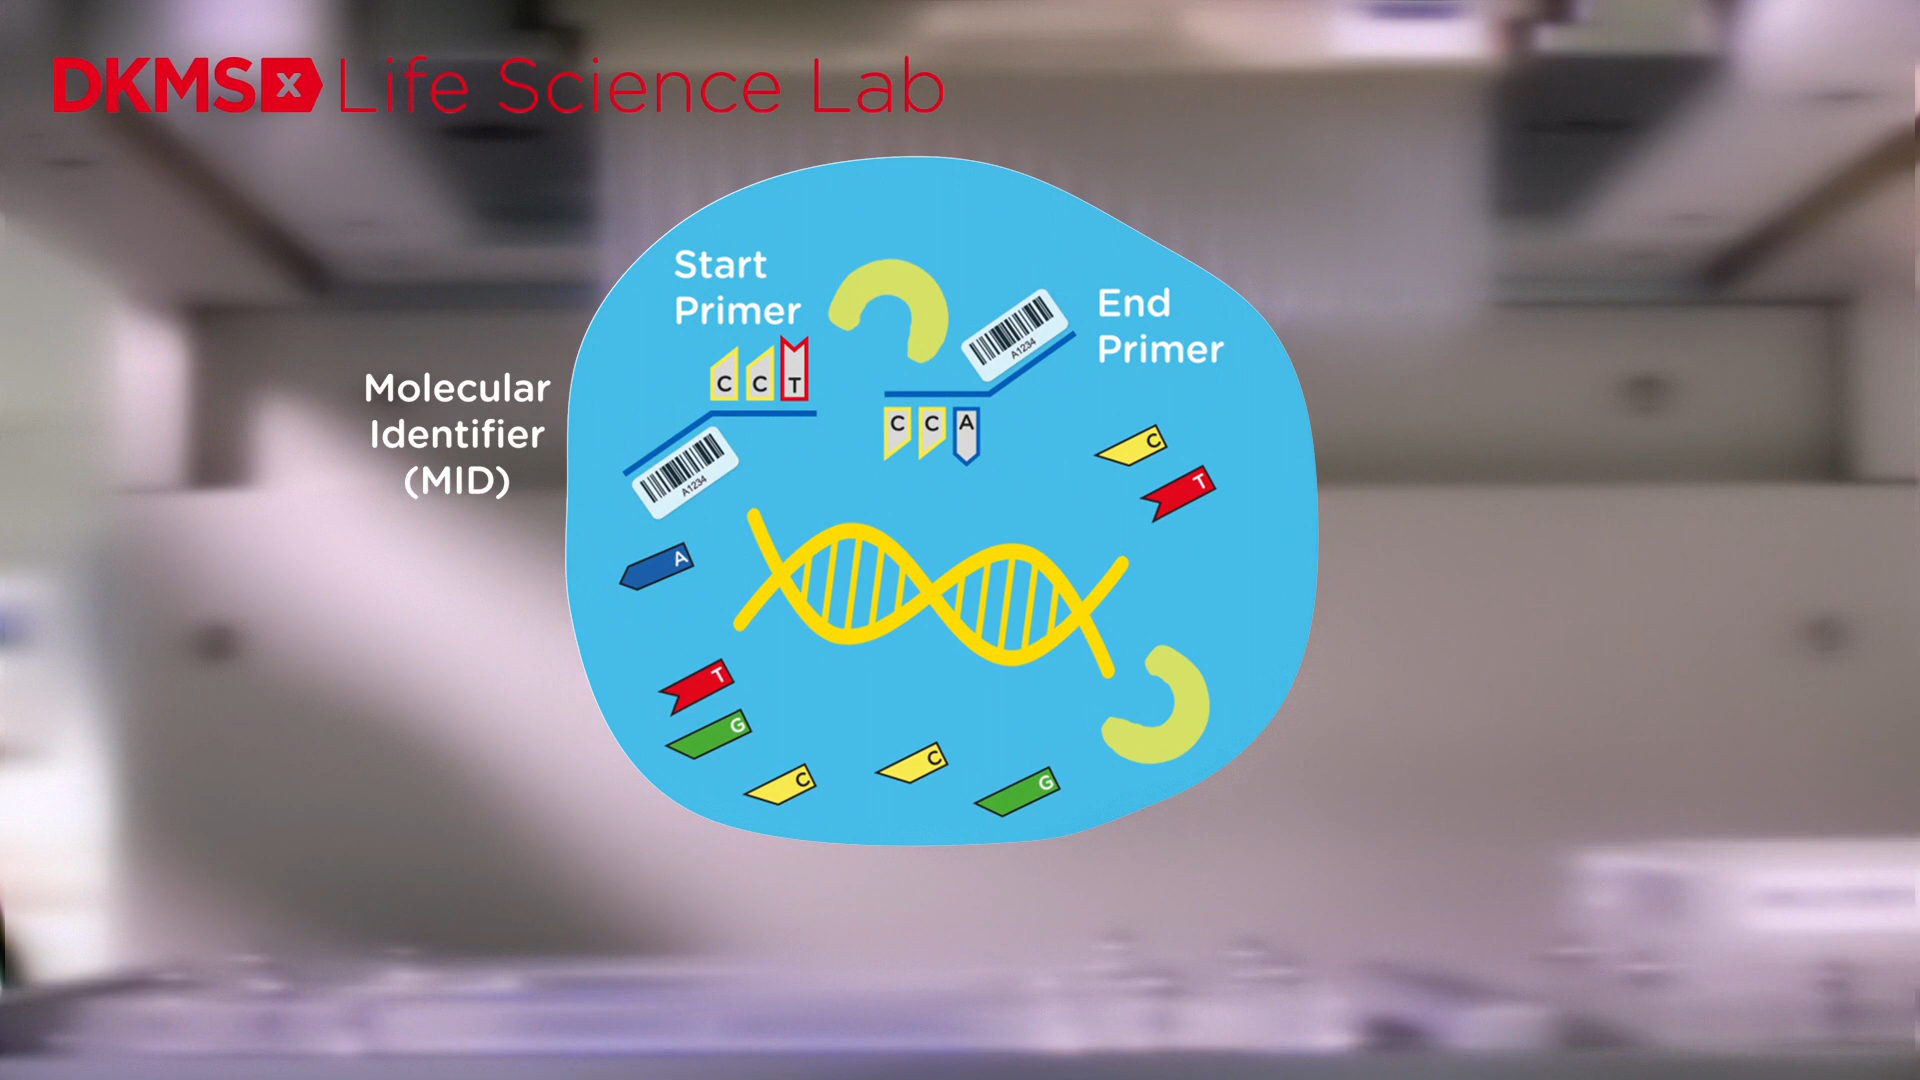 DKMS x Life Science Lab
Start
Primer
End
Primer
C C T
A1234
C C A
Molecular
Identifier
(MID)
A1234
C
T
A
T
G
C
C
G